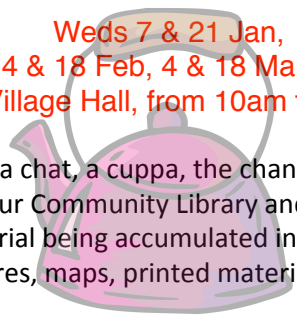 Weds 7 & 21 Jan,
4 & 18 Feb, 4 & 18 Ma
Village Hall, from 10am
a chat, a cuppa, the chan
ur Community Library and
rial being accumulated in
res, maps, printed materi